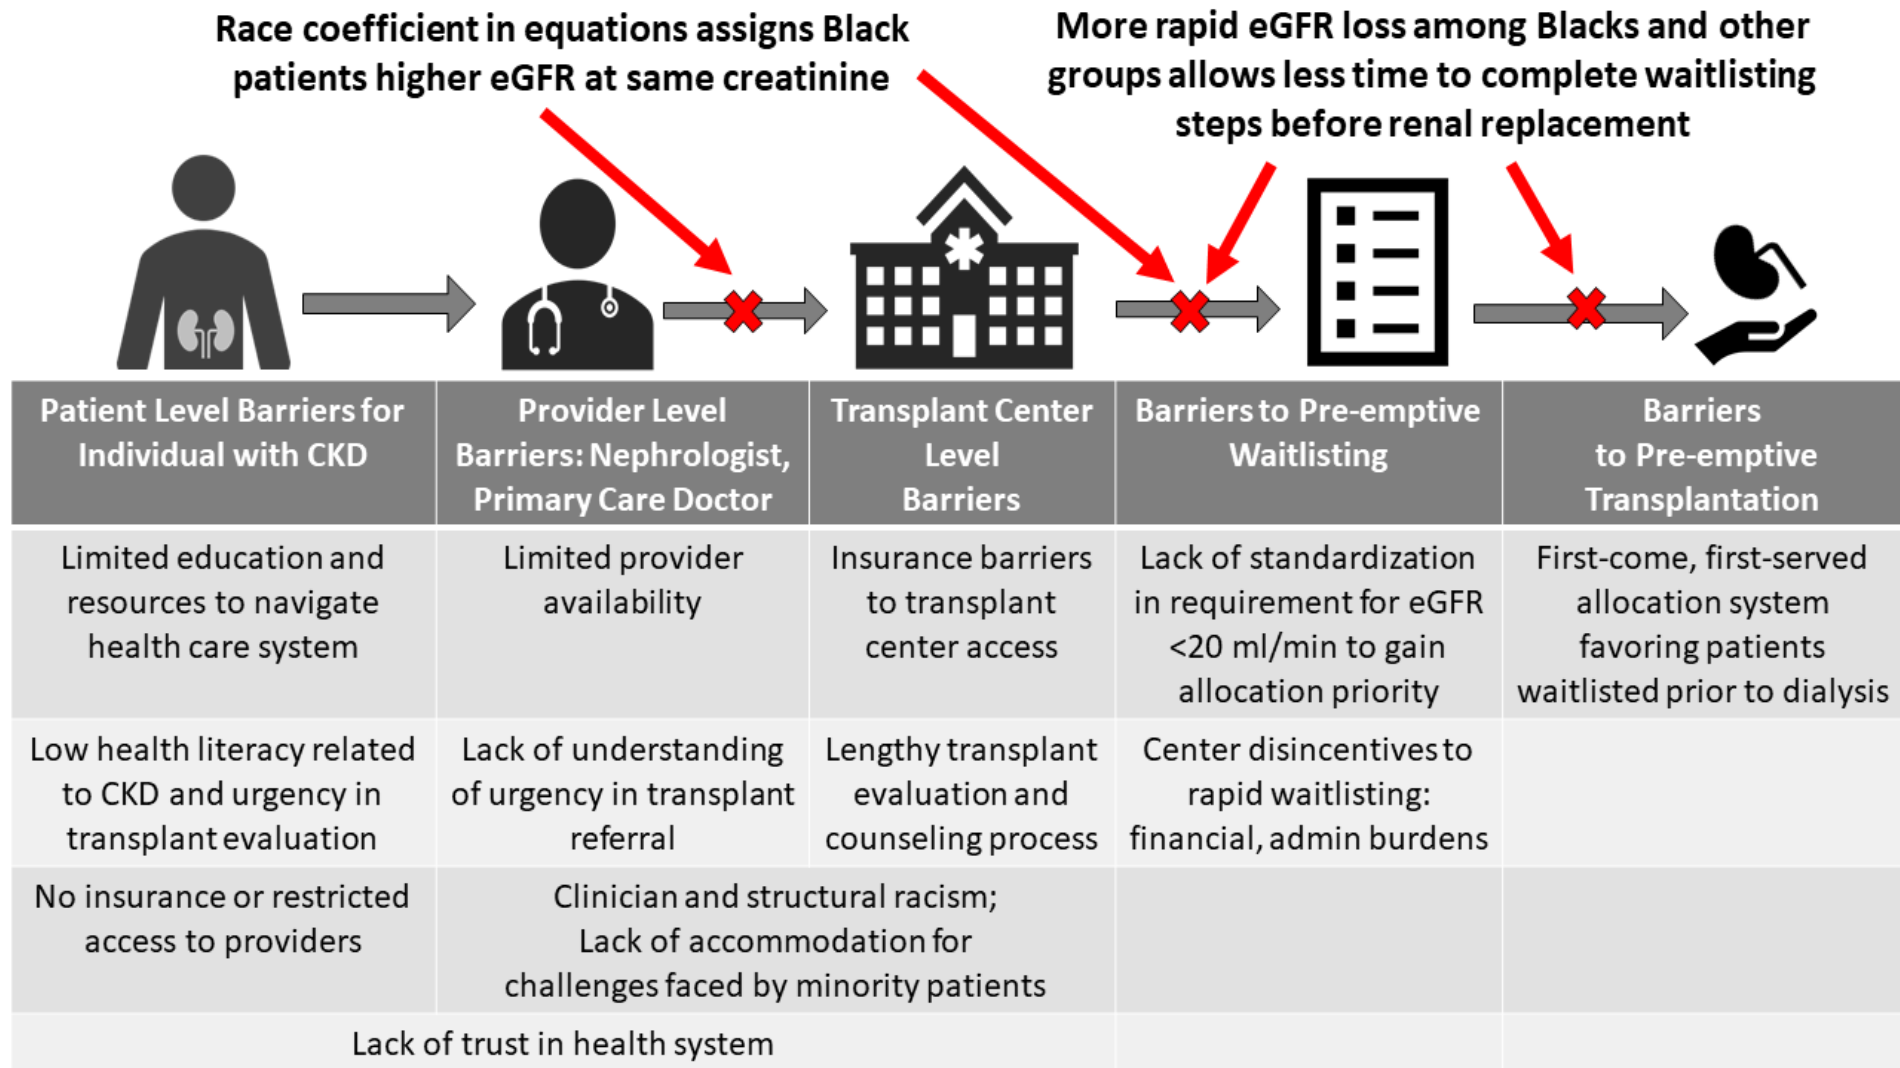 Race coefficient in equations assigns Black
patients higher eGFR at same creatinine
More rapid eGFR loss among Blacks and other
groups allows less time to complete waitlisting
steps before renal replacement
Patient Level Barriers for
Individual with CKD
Provider Level
Barriers: Nephrologist,
Primary Care Doctor
Transplant Center
Level
Barriers
Barriers to Pre-emptive
Waitlisting
Barriers
to Pre-emptive
Transplantation
Limited education and
resources to navigate
health care system
Limited provider
availability
Insurance barriers
to transplant
center access
Lack of standardization
in requirement for eGFR
<20 ml/min to gain
allocation priority
First-come, first-served
allocation system
favoring patients
waitlisted prior to dialysis
Low health literacy related
to CKD and urgency in
transplant evaluation
Lack of understanding
of urgency in transplant
referral
Lengthy transplant
evaluation and
counseling process
Center disincentives to
rapid waitlisting:
financial, admin burdens
No insurance or restricted
access to providers
Clinician and structural racism;
Lack of accommodation for
challenges faced by minority patients
Lack of trust in health system